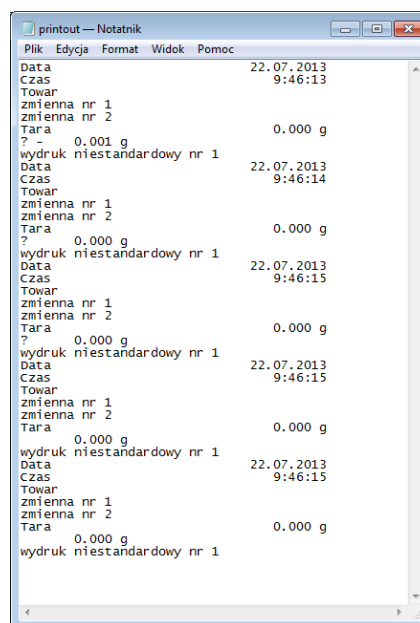 printout — Notatnik
Plik Edycja Format Widok Pomoc
Data 22.07.2013
Czas 9:46:13
Towar
zmienna nr 1
zmienna nr 2
Tara 0.000 g
? - 0.001 g
wydruk niestandardowy nr 1
Data 22.07.2013
Czas 9:46:14
Towar
zmienna nr 1
zmienna nr 2
Tara 0.000 g
? 0.000 g
wydruk niestandardowy nr 1
Data 22.07.2013
Czas 9:46:15
Towar
zmienna nr 1
zmienna nr 2
Tara 0.000 g
? 0.000 g
wydruk niestandardowy nr 1
Data 22.07.2013
Czas 9:46:15
Towar
zmienna nr 1
zmienna nr 2
Tara 0.000 g
0.000 g
wydruk niestandardowy nr 1
Data 22.07.2013
Czas 9:46:15
Towar
zmienna nr 1
zmienna nr 2
Tara 0.000 g
0.000 g
wydruk niestandardowy nr 1